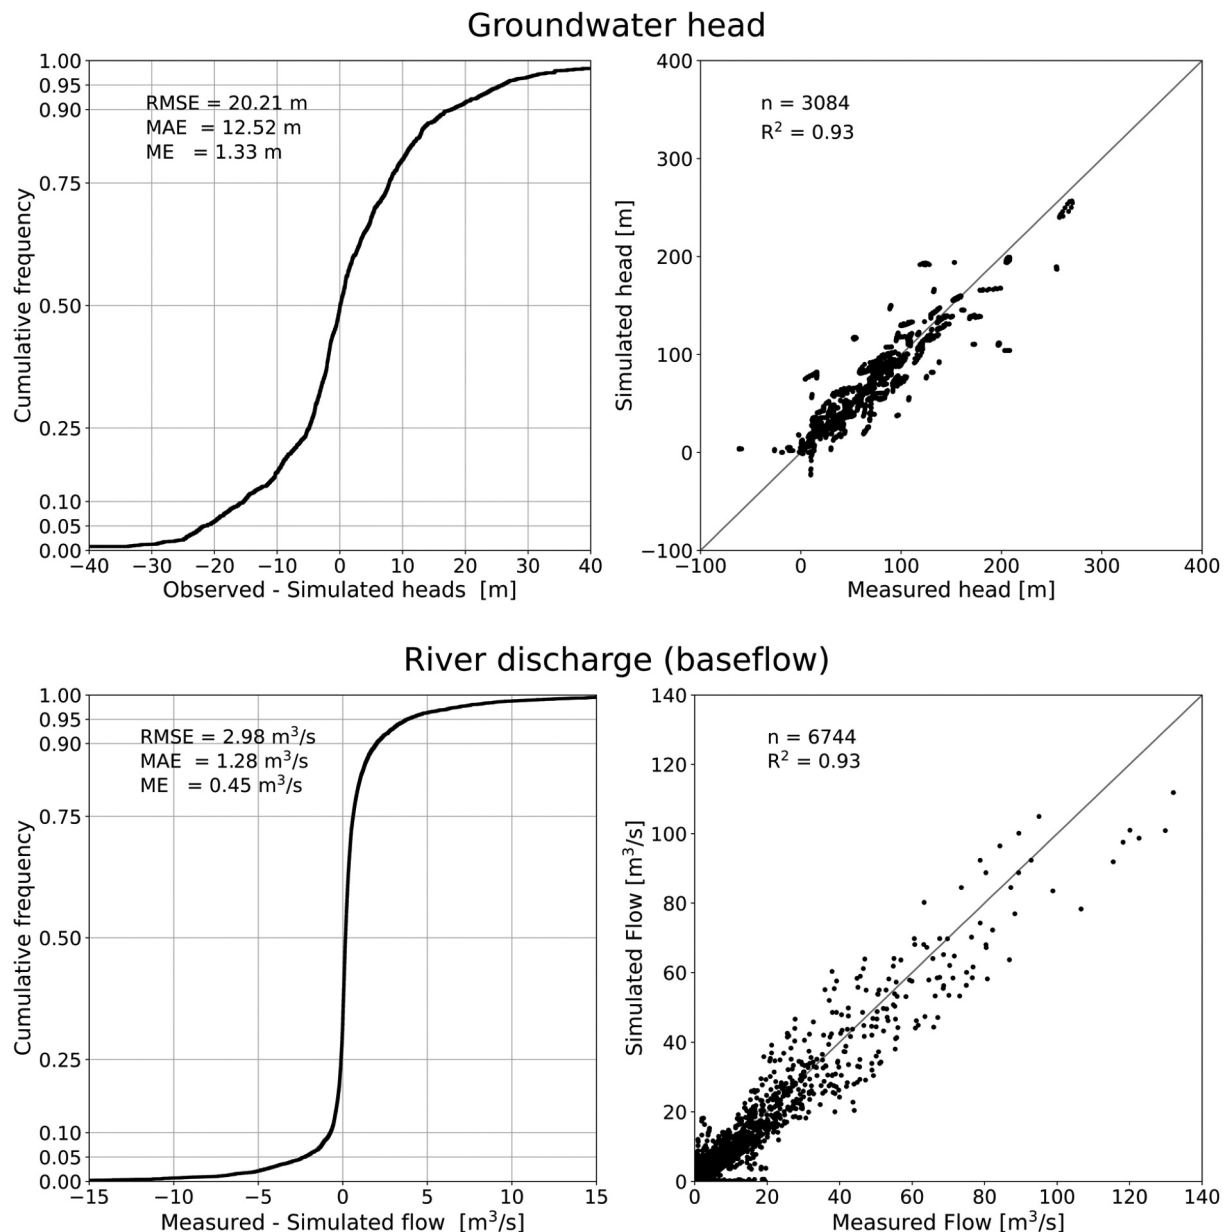 Groundwater head
1.00
0.95
0.90
0.75
0.50
0.25
0.10
0.05
0.00
Cumulative frequency
RMSE = 20.21 m
MAE = 12.52 m
ME = 1.33 m
−40 −30 −20 −10 0 10 20 30 40
Observed - Simulated heads [m]
400
300
200
100
0
−100
Simulated head [m]
n = 3084
R² = 0.93
−100 0 100 200 300 400
Measured head [m]
River discharge (baseflow)
1.00
0.95
0.90
0.75
0.50
0.25
0.10
0.05
0.00
Cumulative frequency
RMSE = 2.98 m³/s
MAE = 1.28 m³/s
ME = 0.45 m³/s
−15 −10 −5 0 5 10 15
Measured - Simulated flow [m³/s]
140
120
100
80
60
40
20
0
Simulated Flow [m³/s]
n = 6744
R² = 0.93
0 20 40 60 80 100 120 140
Measured Flow [m³/s]